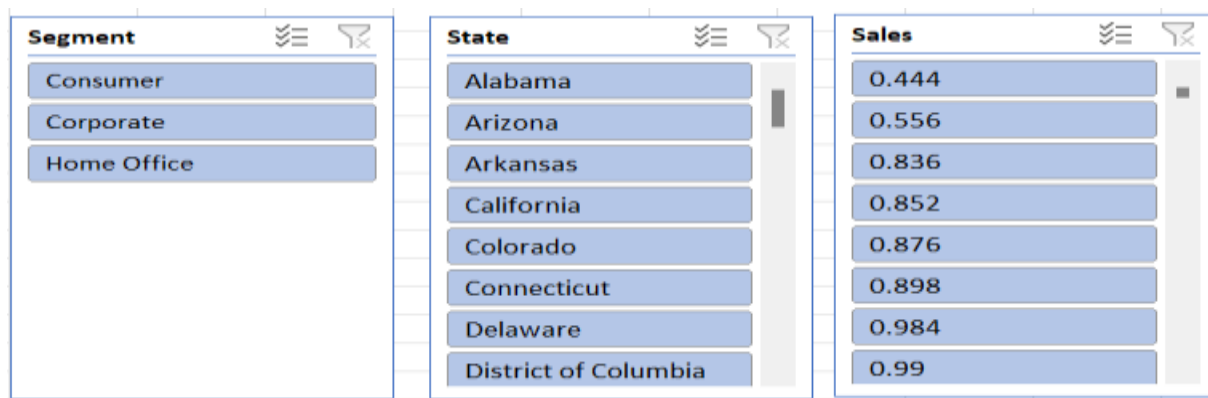 Segment
Consumer
Corporate
Home Office
State
Alabama
Arizona
Arkansas
California
Colorado
Connecticut
Delaware
District of Columbia
Sales
0.444
0.556
0.836
0.852
0.876
0.898
0.984
0.99